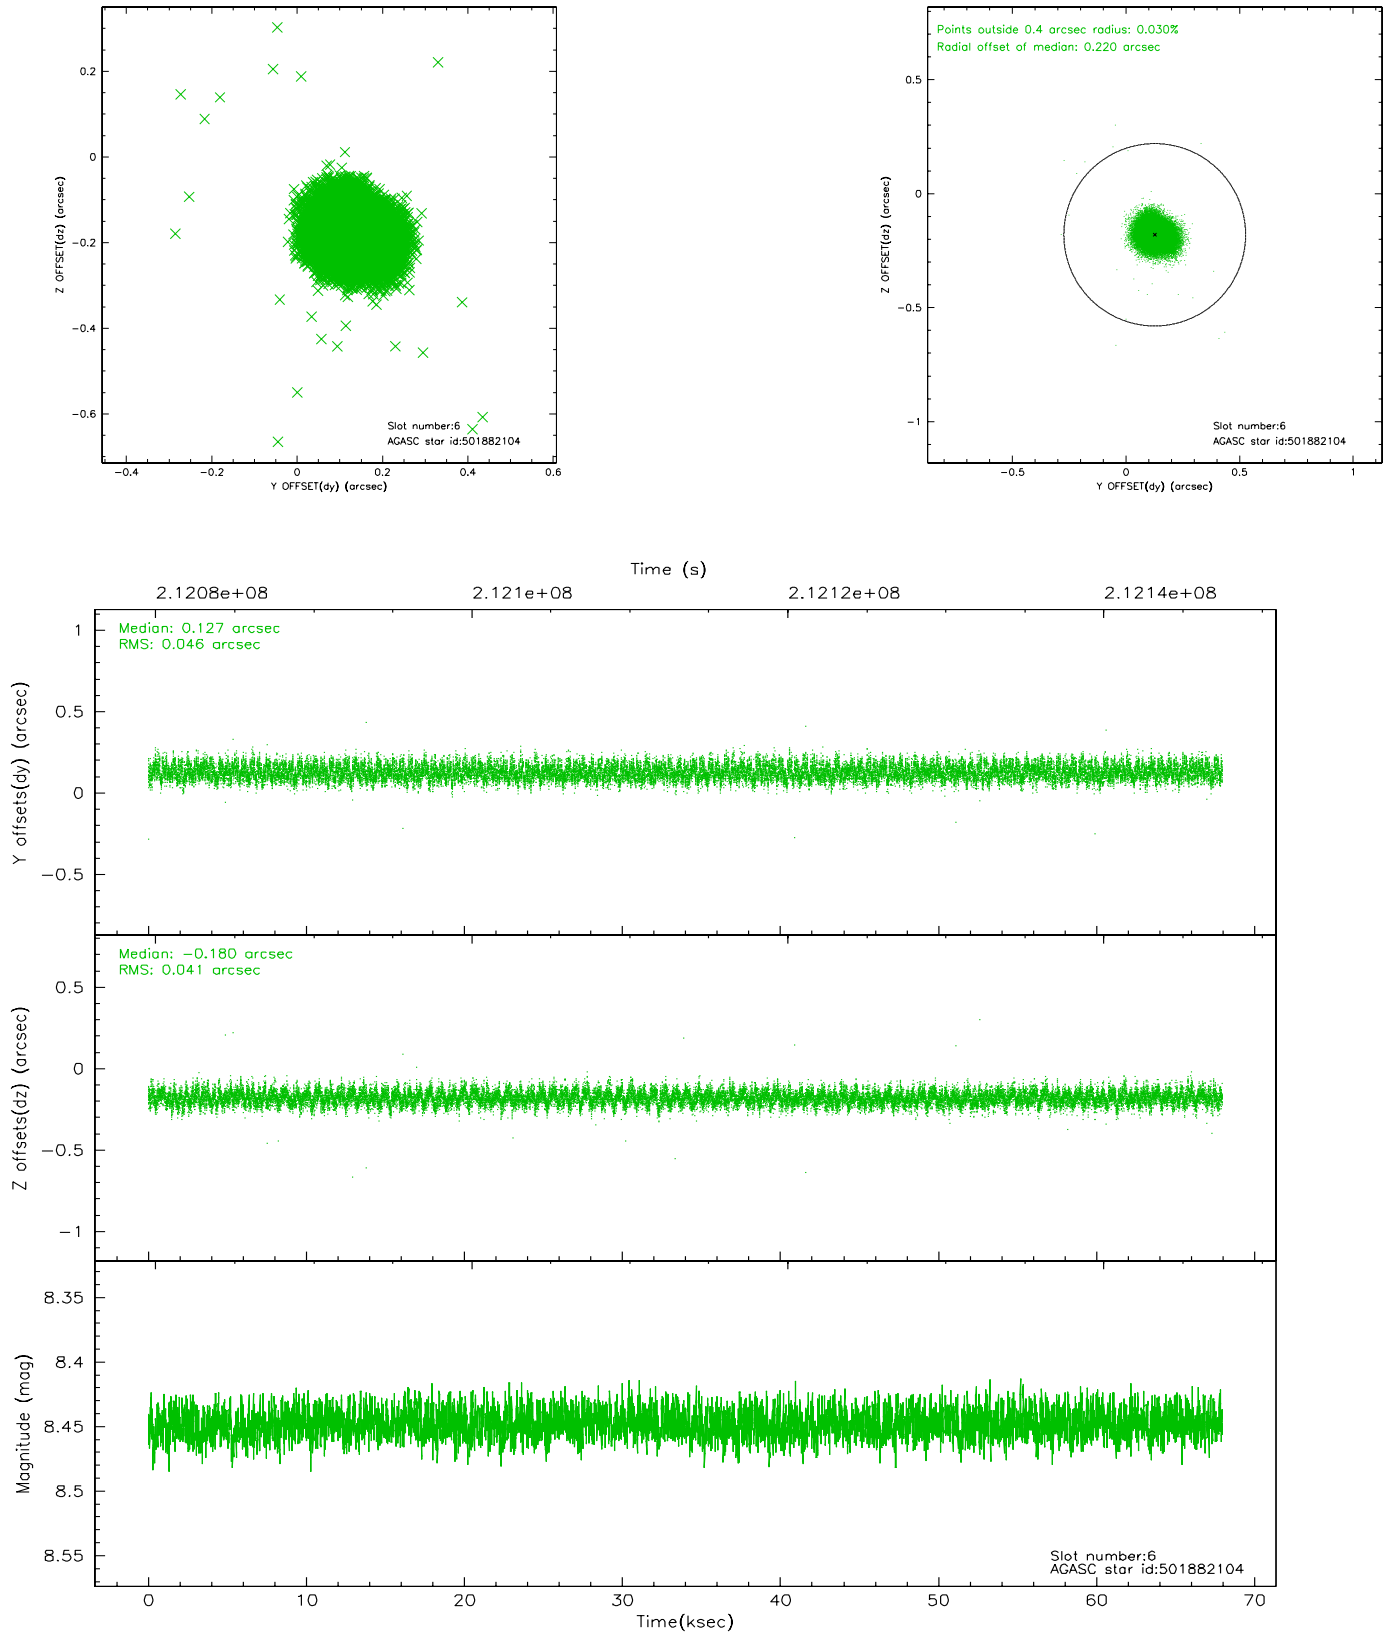 0.2
0
−0.2
−0.4
−0.6
Z OFFSET(dz) (arcsec)
−0.4
−0.2
0
0.2
0.4
0.6
Y OFFSET(dy) (arcsec)
Slot number:6
AGASC star id:501882104
Points outside 0.4 arcsec radius: 0.030%
Radial offset of median: 0.220 arcsec
0.5
0
−0.5
−1
Z OFFSET(dz) (arcsec)
−0.5
0
0.5
1
Y OFFSET(dy) (arcsec)
Slot number:6
AGASC star id:501882104
Time (s)
2.1208e+08
2.121e+08
2.1212e+08
2.1214e+08
Median: 0.127 arcsec
RMS: 0.046 arcsec
1
0.5
0
−0.5
Y offsets(dy) (arcsec)
Median: −0.180 arcsec
RMS: 0.041 arcsec
0.5
0
−0.5
−1
Z offsets(dz) (arcsec)
8.35
8.4
8.45
8.5
8.55
Magnitude (mag)
Slot number:6
AGASC star id:501882104
0
10
20
30
40
50
60
70
Time(ksec)